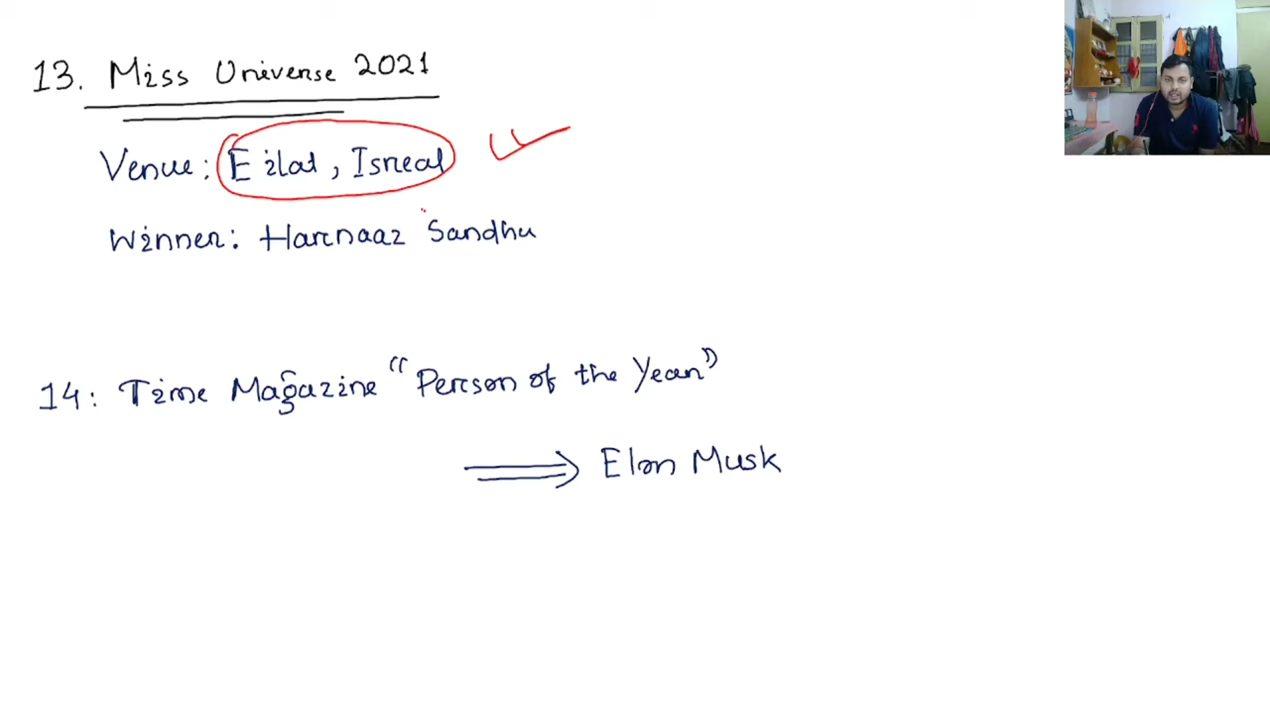 13. Miss Universe 2021
Venue: Eilat, Isreal
Winner: Harnaaz Sandhu
14: Time Magazine "Person of the Year"
⟹ Elon Musk